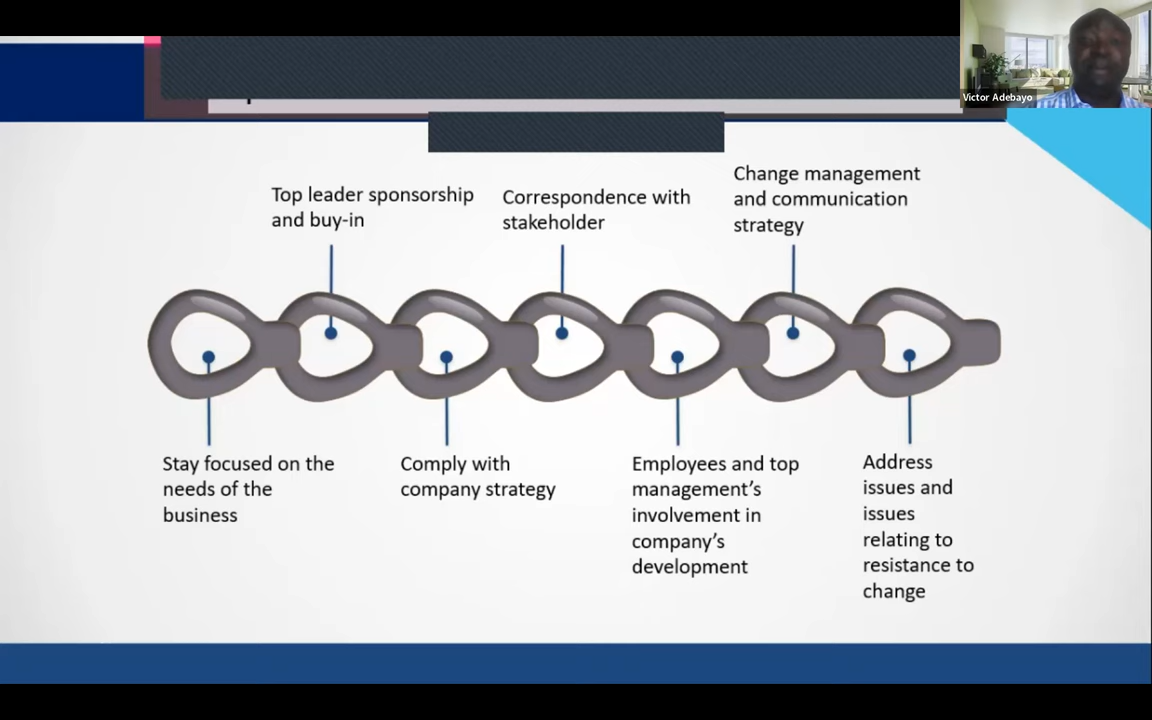 Victor Adebayo
Top leader sponsorship
and buy-in
Correspondence with
stakeholder
Change management
and communication
strategy
Stay focused on the
needs of the
business
Comply with
company strategy
Employees and top
management’s
involvement in
company’s
development
Address
issues and
issues
relating to
resistance to
change